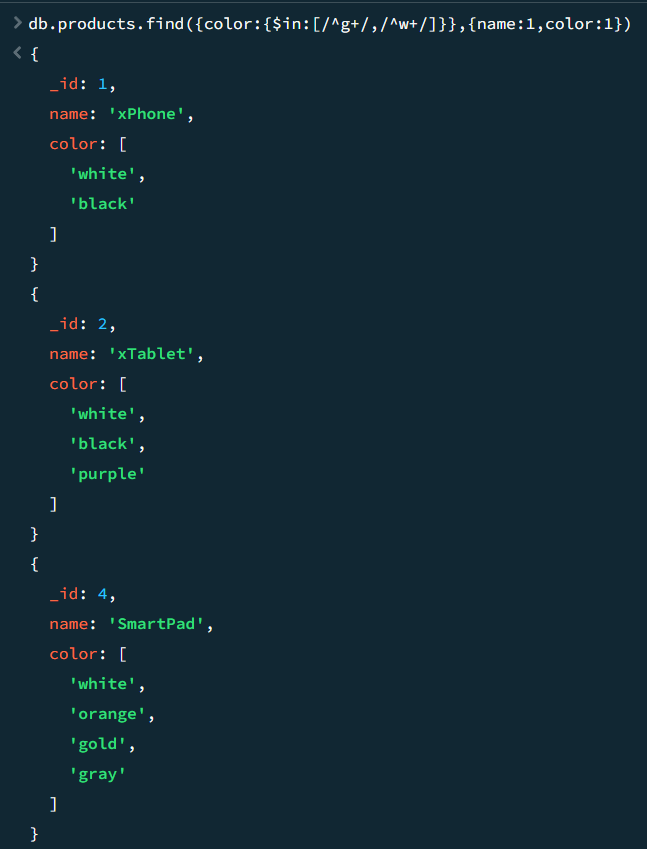 > db.products.find({color:{$in:[/^g+/,/^w+/]}},{name:1,color:1})
< {
_id: 1,
name: 'xPhone',
color: [
'white',
'black'
]
}
{
_id: 2,
name: 'xTablet',
color: [
'white',
'black',
'purple'
]
}
{
_id: 4,
name: 'SmartPad',
color: [
'white',
'orange',
'gold',
'gray'
]
}